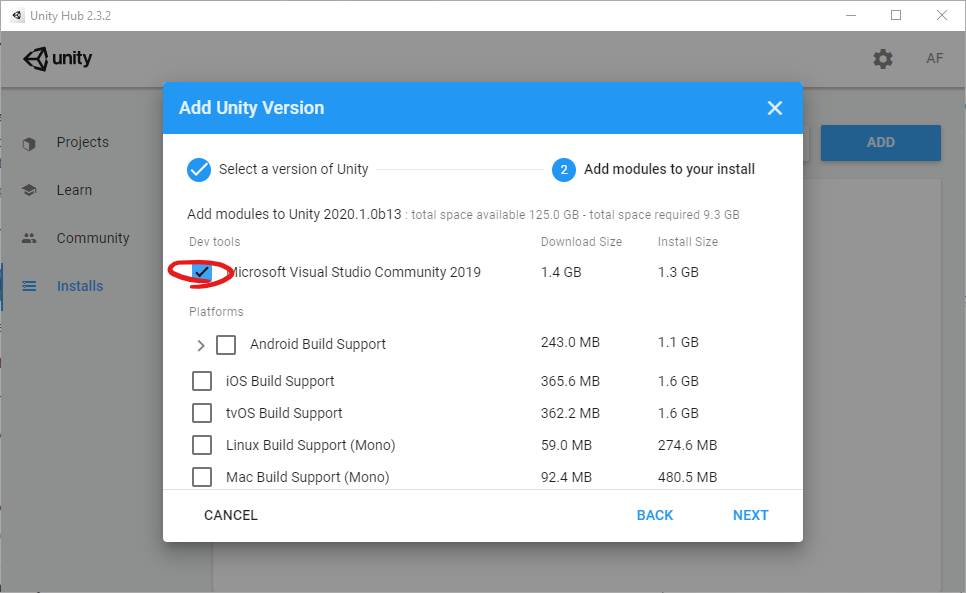 Unity Hub 2.3.2
unity
AF
Projects
Learn
Community
Installs
ADD
Add Unity Version
Select a version of Unity
2 Add modules to your install
Add modules to Unity 2020.1.0b13 : total space available 125.0 GB - total space required 9.3 GB
Dev tools Download Size Install Size
Microsoft Visual Studio Community 2019 1.4 GB 1.3 GB
Platforms
Android Build Support 243.0 MB 1.1 GB
iOS Build Support 365.6 MB 1.6 GB
tvOS Build Support 362.2 MB 1.6 GB
Linux Build Support (Mono) 59.0 MB 274.6 MB
Mac Build Support (Mono) 92.4 MB 480.5 MB
CANCEL BACK NEXT